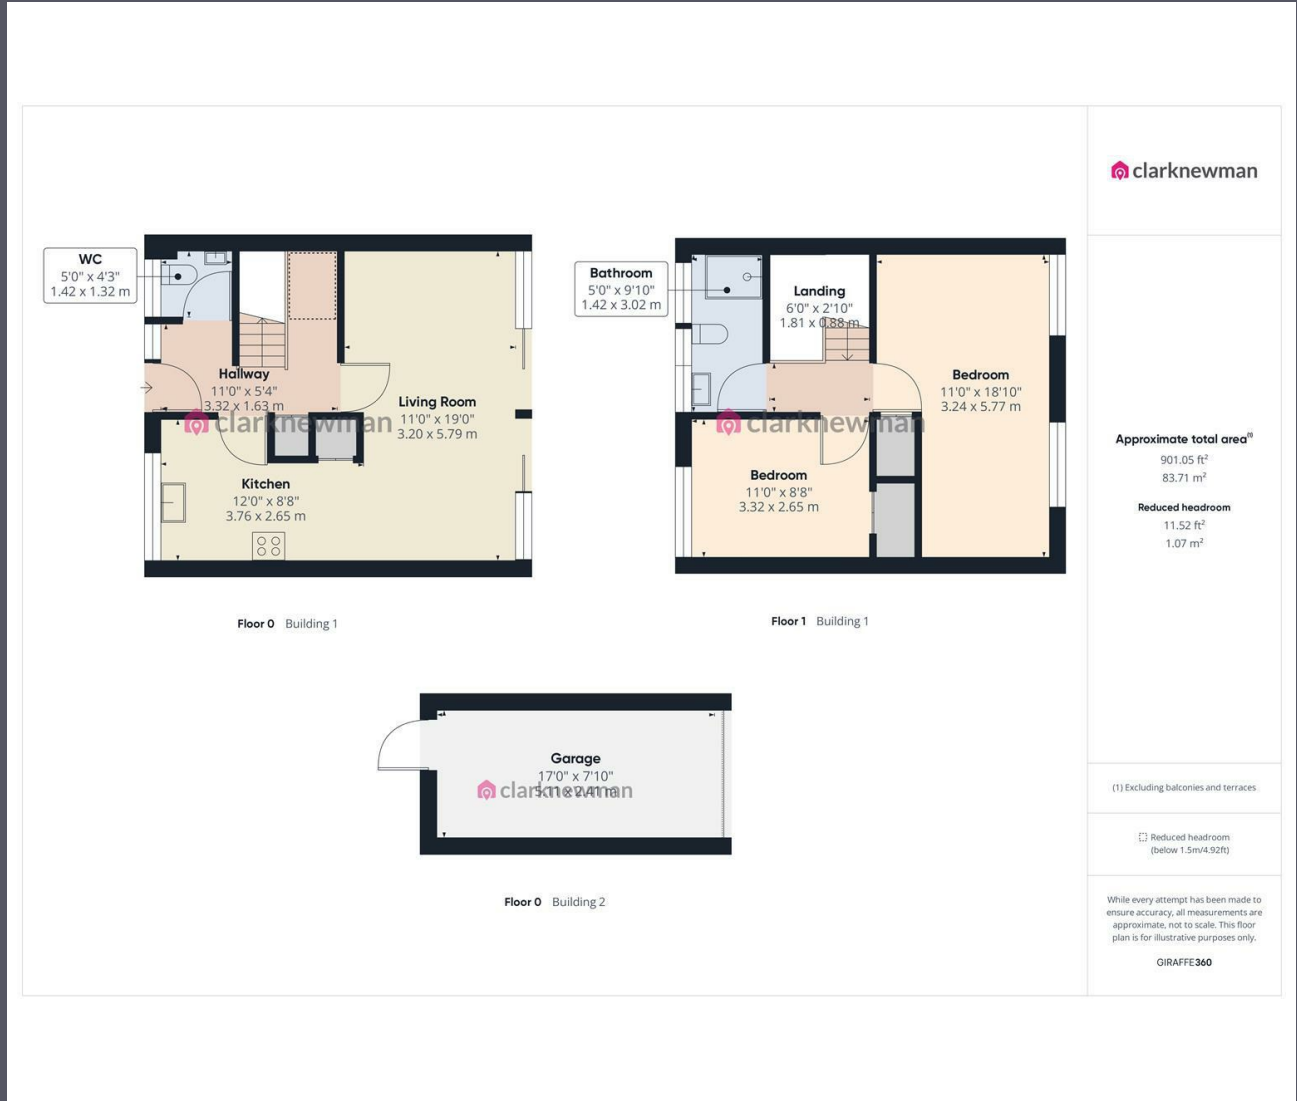 clarknewman
WC
5'0" x 4'3"
1.42 x 1.32 m
Hallway
11'0" x 5'4"
3.32 x 1.63 m
Living Room
11'0" x 19'0"
3.20 x 5.79 m
clarknewman
Kitchen
12'0" x 8'8"
3.76 x 2.65 m
Floor 0 Building 1
Bathroom
5'0" x 9'10"
1.42 x 3.02 m
Landing
6'0" x 2'10"
1.81 x 0.88 m
Bedroom
11'0" x 18'10"
3.24 x 5.77 m
clarknewman
Bedroom
11'0" x 8'8"
3.32 x 2.65 m
Floor 1 Building 1
Garage
17'0" x 7'10"
5.11 x 2.41 m
clarknewman
Floor 0 Building 2
Approximate total area(1)
901.05 ft²
83.71 m²
Reduced headroom
11.52 ft²
1.07 m²
(1) Excluding balconies and terraces
Reduced headroom
(below 1.5m/4.92ft)
While every attempt has been made to
ensure accuracy, all measurements are
approximate, not to scale. This floor
plan is for illustrative purposes only.
GIRAFFE360